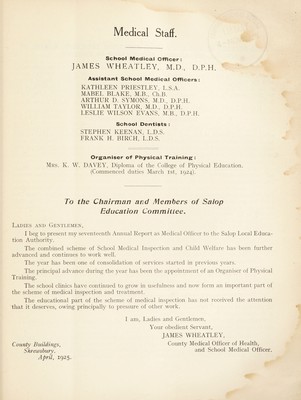 Medical Staff.
School Medical Officer:
JAMES WHEATLEY, M.D., D.P.H.
Assistant School Medical Officers:
KATHLEEN PRIESTLEY, L.S.A.
MABEL BLAKE, M.B., Ch.B.
ARTHUR D. SYMONS, M.D., D.P.H.
WILLIAM TAYLOR, M.D., D.P.H.
LESLIE WILSON EVANS, M.B., D.P.H.
School Dentists:
STEPHEN KEENAN, L.D.S.
FRANK H. BIRCH, L.D.S.
Organiser of Physical Training:
MRS. K. W. DAVEY, Diploma of the College of Physical Education.
(Commenced duties March 1st, 1924).
To the Chairman and Members of Salop
Education Committee.
LADIES AND GENTLEMEN,
I beg to present my seventeenth Annual Report as Medical Officer to the Salop Local Educa-
tion Authority.
The combined scheme of School Medical Inspection and Child Welfare has been further
advanced and continues to work well.
The year has been one of consolidation of services started in previous years.
The principal advance during the year has been the appointment of an Organiser of Physical
Training.
The school clinics have continued to grow in usefulness and now form an important part of
the scheme of medical inspection and treatment.
The educational part of the scheme of medical inspection has not received the attention
that it deserves, owing principally to pressure of other work.
I am, Ladies and Gentlemen,
Your obedient Servant,
JAMES WHEATLEY,
County Buildings,
County Medical Officer of Health,
Shrewsbury.
and School Medical Officer.
April, 1925.